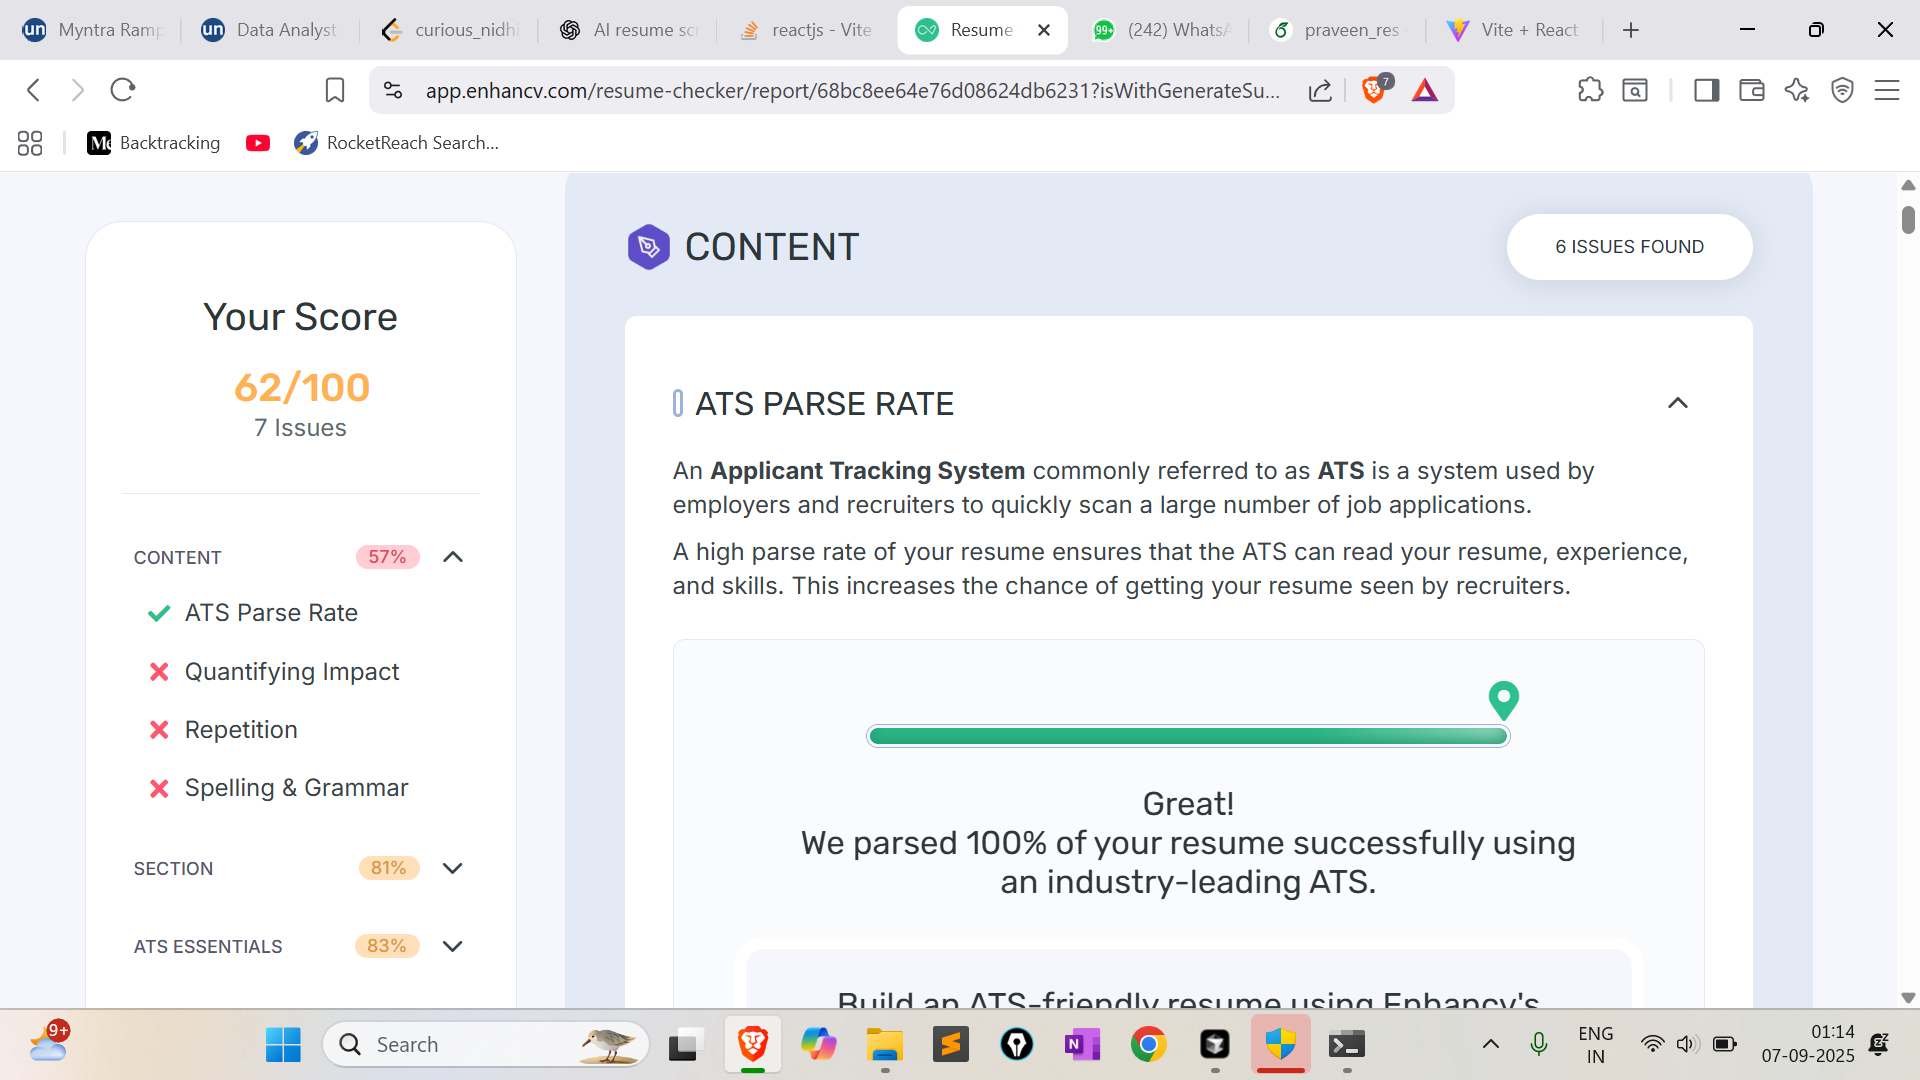 Myntra Ramp
Data Analyst
curious_nidhi
AI resume scr
reactjs - Vite
Resume
(242) WhatsA
praveen_res
Vite + React
app.enhancv.com/resume-checker/report/68bc8ee64e76d08624db6231?isWithGenerateSu...
7
Backtracking
RocketReach Search...
Your Score
62/100
7 Issues
CONTENT 57%
ATS Parse Rate
Quantifying Impact
Repetition
Spelling & Grammar
SECTION 81%
ATS ESSENTIALS 83%
CONTENT
6 ISSUES FOUND
ATS PARSE RATE
An Applicant Tracking System commonly referred to as ATS is a system used by
employers and recruiters to quickly scan a large number of job applications.
A high parse rate of your resume ensures that the ATS can read your resume, experience,
and skills. This increases the chance of getting your resume seen by recruiters.
Great!
We parsed 100% of your resume successfully using
an industry-leading ATS.
Build an ATS-friendly resume using Enhancv's
9+
Search
ENG
IN
01:14
07-09-2025